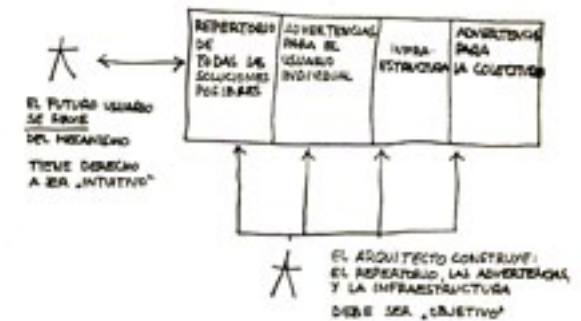 REPERTORIO
DE
TODAS LAS
SOLUCIONES
POSIBLES
ADVERTENCIAS
PARA EL
USUARIO
INDIVIDUAL
INFRA-
ESTRUCTURA
ADVERTENCIAS
PARA
LA COLECTIVIDAD
EL FUTURO USUARIO
SE SIRVE
DEL MECANISMO
TIENE DERECHO
A SER „INTUITIVO"
EL ARQUITECTO CONSTRUYE:
EL REPERTORIO, LAS ADVERTENCIAS,
Y LA INFRAESTRUCTURA
DEBE SER „OBJETIVO"